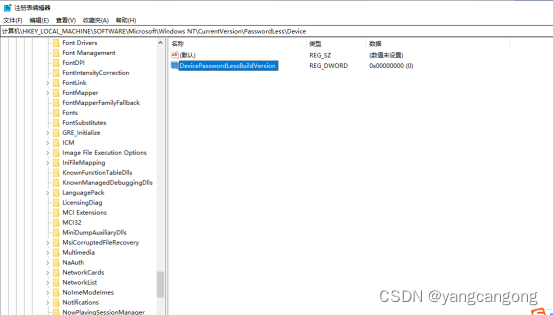 注册表编辑器
文件(F) 编辑(E) 查看(V) 收藏夹(A) 帮助(H)
计算机\HKEY_LOCAL_MACHINE\SOFTWARE\Microsoft\Windows NT\CurrentVersion\PasswordLess\Device
名称 类型 数据
(默认) REG_SZ (数值未设置)
DevicePasswordLessBuildVersion REG_DWORD 0x00000000 (0)
Font Drivers
Font Management
FontDPI
FontIntensityCorrection
FontLink
FontMapper
FontMapperFamilyFallback
Fonts
FontSubstitutes
GRE_Initialize
ICM
Image File Execution Options
IniFileMapping
KnownFunctionTableDlls
KnownManagedDebuggingDlls
LanguagePack
LicensingDiag
MCI Extensions
MCI32
MiniDumpAuxiliaryDlls
MsiCorruptedFileRecovery
Multimedia
NaAuth
NetworkCards
NetworkList
NoImeModeImes
Notifications
NowPlayingSessionManager
CSDN @yangcangong